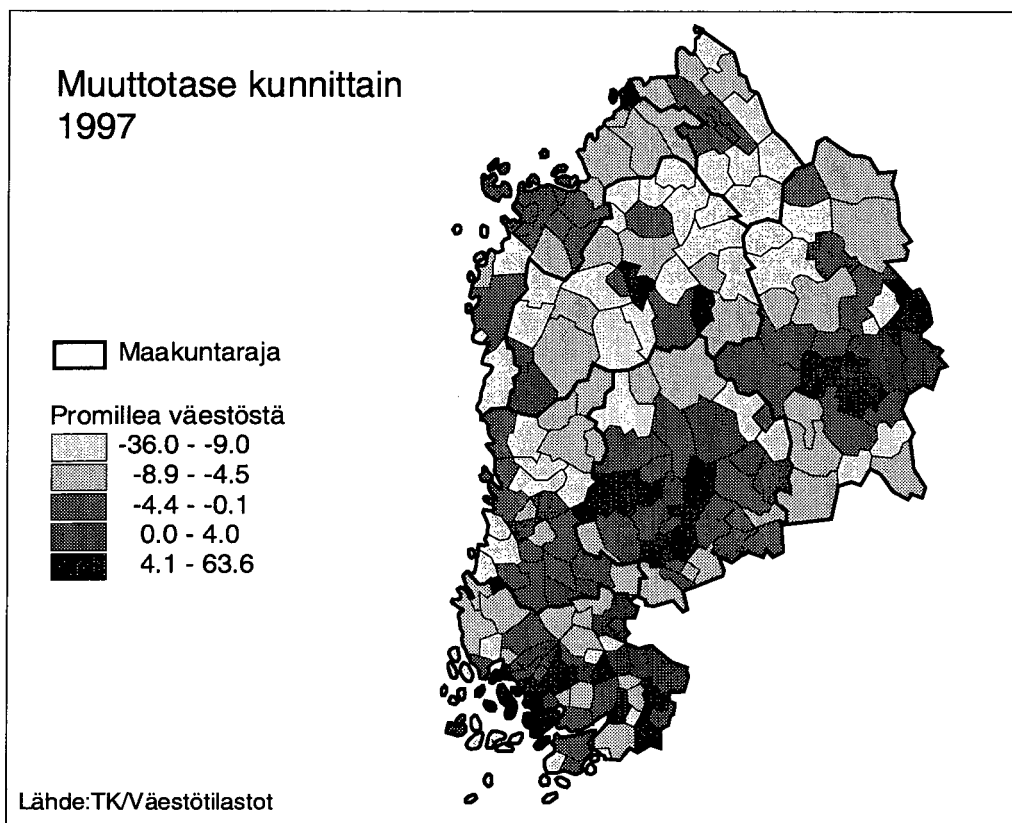 Muuttotase kunnittain
1997
Maakuntaraja
Promillea väestöstä
-36.0 - -9.0
-8.9 - -4.5
-4.4 - -0.1
0.0 - 4.0
4.1 - 63.6
Lähde:TK/Väestötilastot